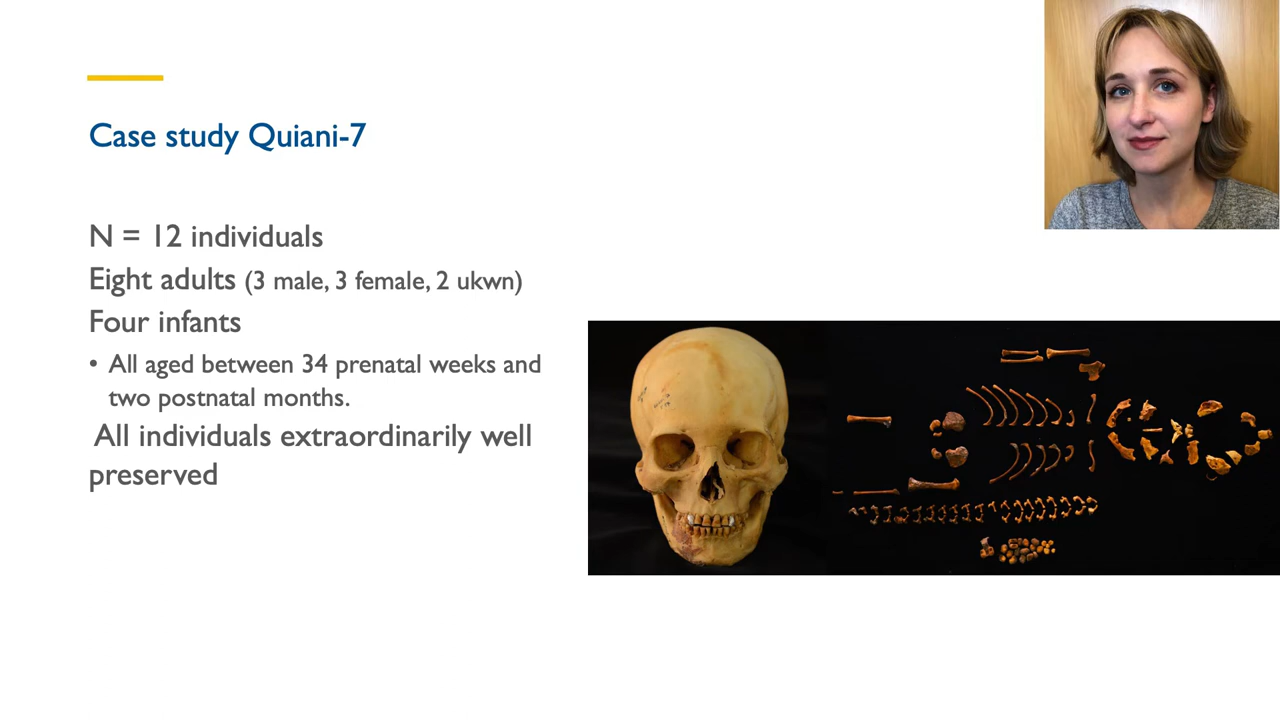 Case study Quiani-7
N = 12 individuals
Eight adults (3 male, 3 female, 2 ukwn)
Four infants
• All aged between 34 prenatal weeks and
two postnatal months.
All individuals extraordinarily well
preserved